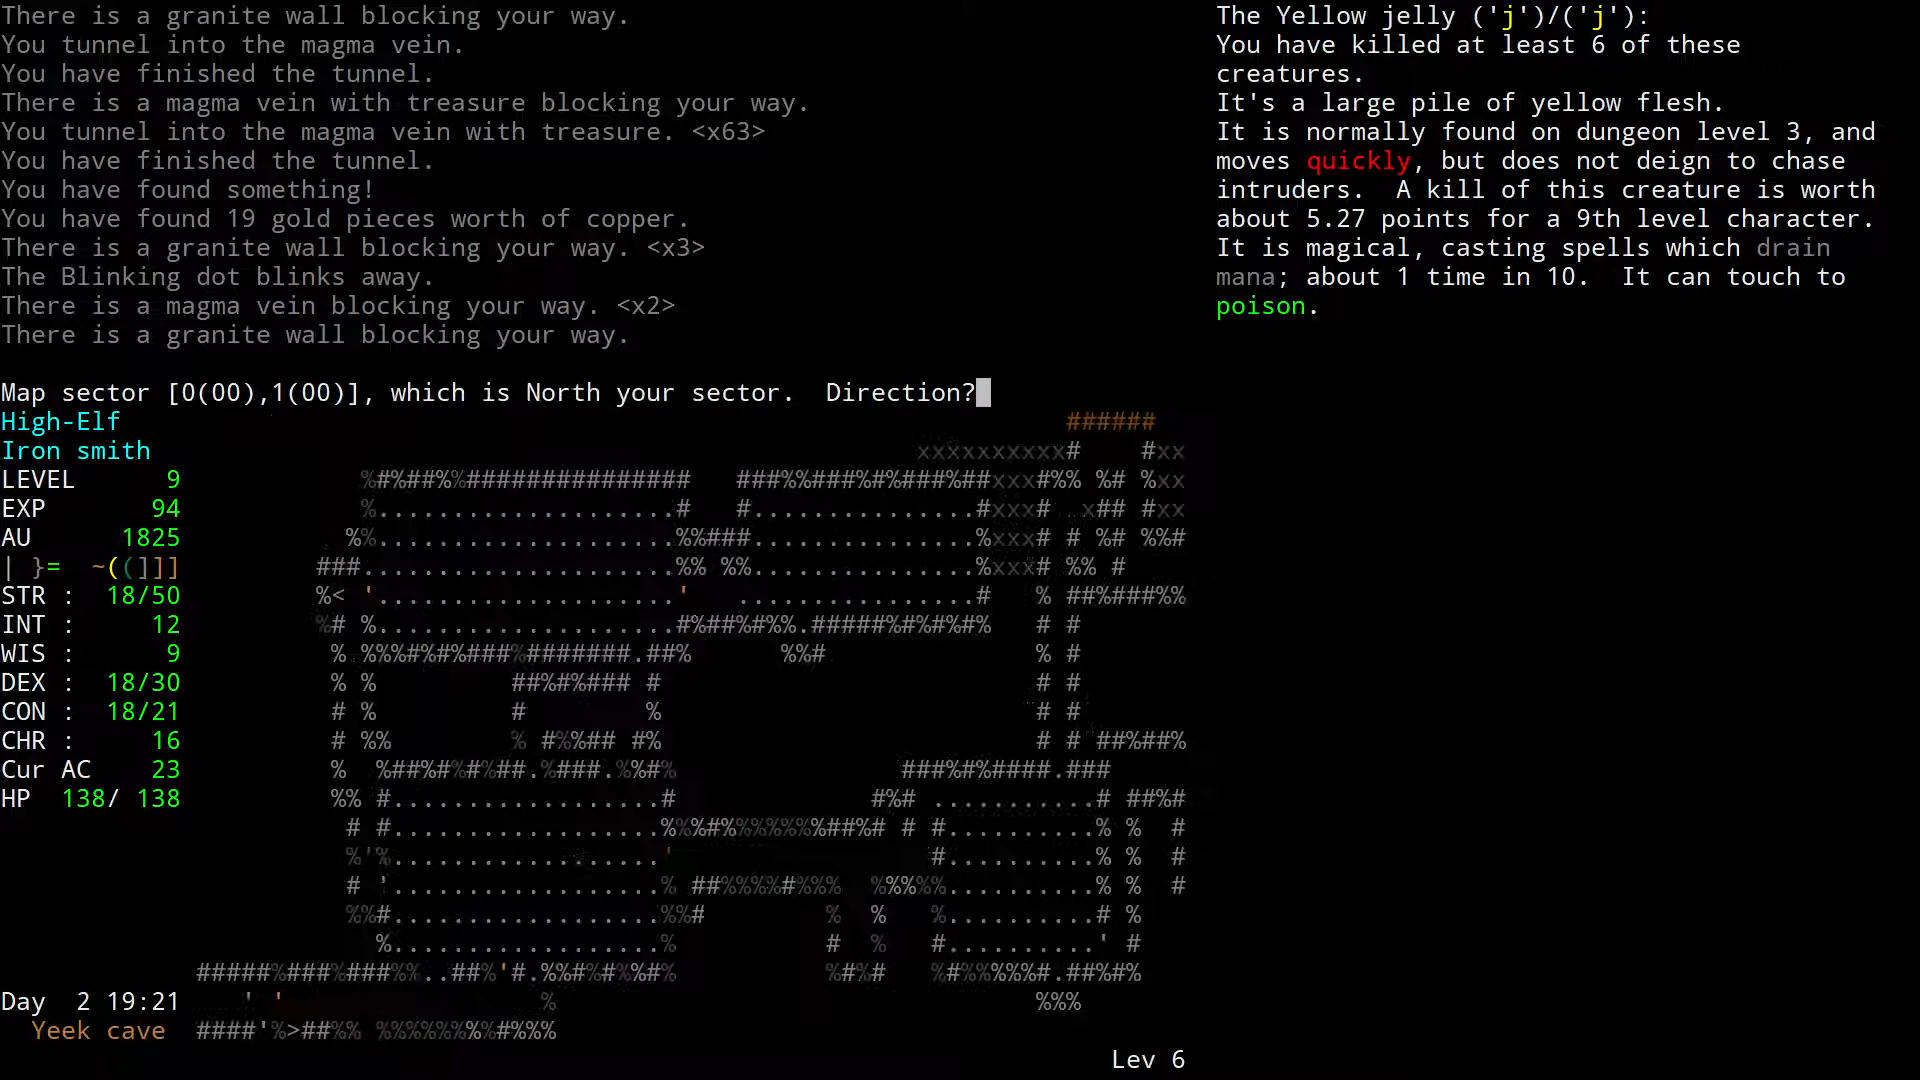 There is a granite wall blocking your way.
You tunnel into the magma vein.
You have finished the tunnel.
There is a magma vein with treasure blocking your way.
You tunnel into the magma vein with treasure. <x63>
You have finished the tunnel.
You have found something!
You have found 19 gold pieces worth of copper.
There is a granite wall blocking your way. <x3>
The Blinking dot blinks away.
There is a magma vein blocking your way. <x2>
There is a granite wall blocking your way.
The Yellow jelly ('j')/('j'):
You have killed at least 6 of these
creatures.
It's a large pile of yellow flesh.
It is normally found on dungeon level 3, and
moves quickly, but does not deign to chase
intruders.  A kill of this creature is worth
about 5.27 points for a 9th level character.
It is magical, casting spells which drain
mana; about 1 time in 10.  It can touch to
poison.
Map sector [0(00),1(00)], which is North your sector.  Direction?
High-Elf
Iron smith
LEVEL 9
EXP 94
AU 1825
| }=  ~((]]]
STR : 18/50
INT : 12
WIS : 9
DEX : 18/30
CON : 18/21
CHR : 16
Cur AC 23
HP 138/ 138
Day 2 19:21
Yeek cave
Lev 6